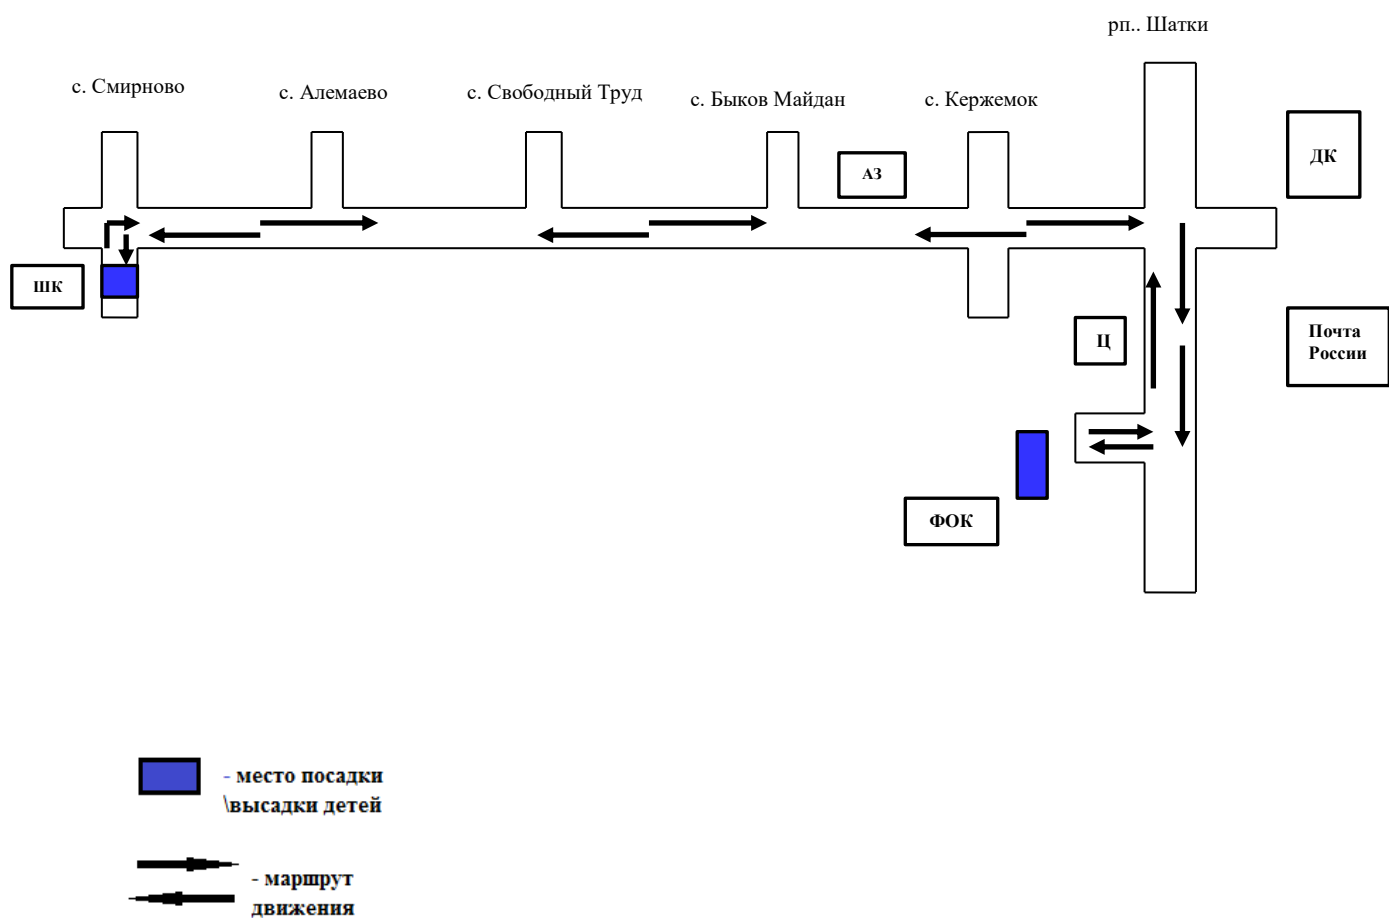 рп.. Шатки
с. Смирново
с. Алемаево
с. Свободный Труд
с. Быков Майдан
с. Кержемок
ДК
АЗ
ШК
Ц
Почта
России
ФОК
- место посадки
\высадки детей
- маршрут
движения